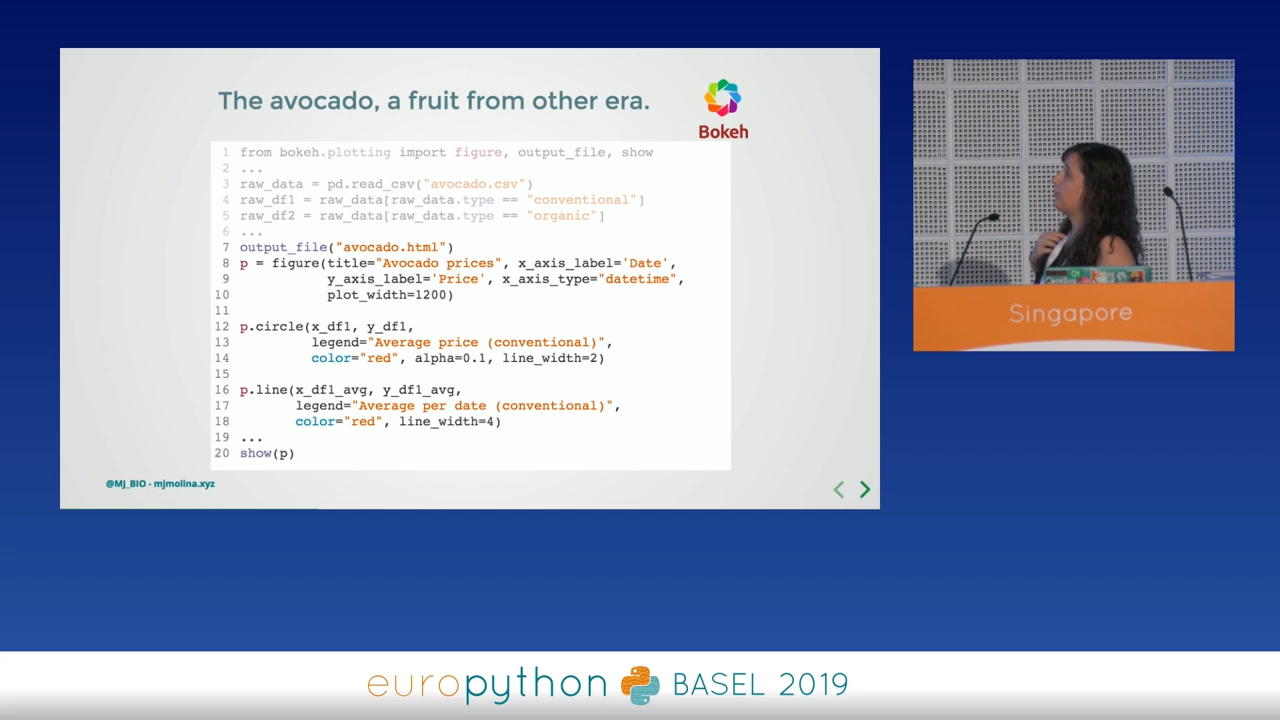 The avocado, a fruit from other era.
Bokeh
1 from bokeh.plotting import figure, output_file, show
2 ...
3 raw_data = pd.read_csv("avocado.csv")
4 raw_df1 = raw_data[raw_data.type == "conventional"]
5 raw_df2 = raw_data[raw_data.type == "organic"]
6 ...
7 output_file("avocado.html")
8 p = figure(title="Avocado prices", x_axis_label='Date',
9 y_axis_label='Price', x_axis_type="datetime",
10 plot_width=1200)
11
12 p.circle(x_df1, y_df1,
13 legend="Average price (conventional)",
14 color="red", alpha=0.1, line_width=2)
15
16 p.line(x_df1_avg, y_df1_avg,
17 legend="Average per date (conventional)",
18 color="red", line_width=4)
19 ...
20 show(p)
@MJ_BIO - mjmolina.xyz
Singapore
europython BASEL 2019